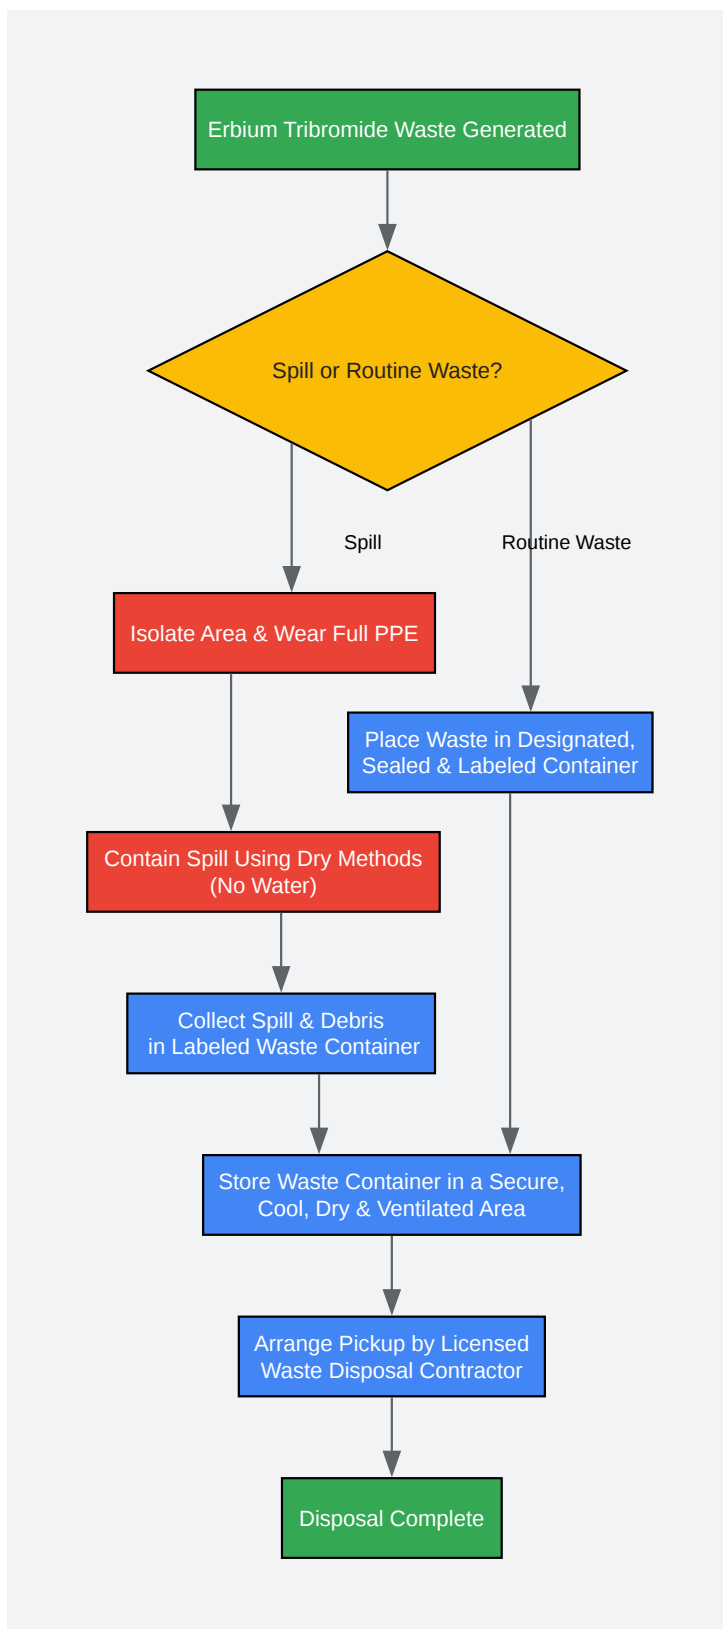 Erbium Tribromide Waste Generated
Spill or Routine Waste?
Spill
Routine Waste
Isolate Area & Wear Full PPE
Place Waste in Designated,
Sealed & Labeled Container
Contain Spill Using Dry Methods
(No Water)
Collect Spill & Debris
in Labeled Waste Container
Store Waste Container in a Secure,
Cool, Dry & Ventilated Area
Arrange Pickup by Licensed
Waste Disposal Contractor
Disposal Complete